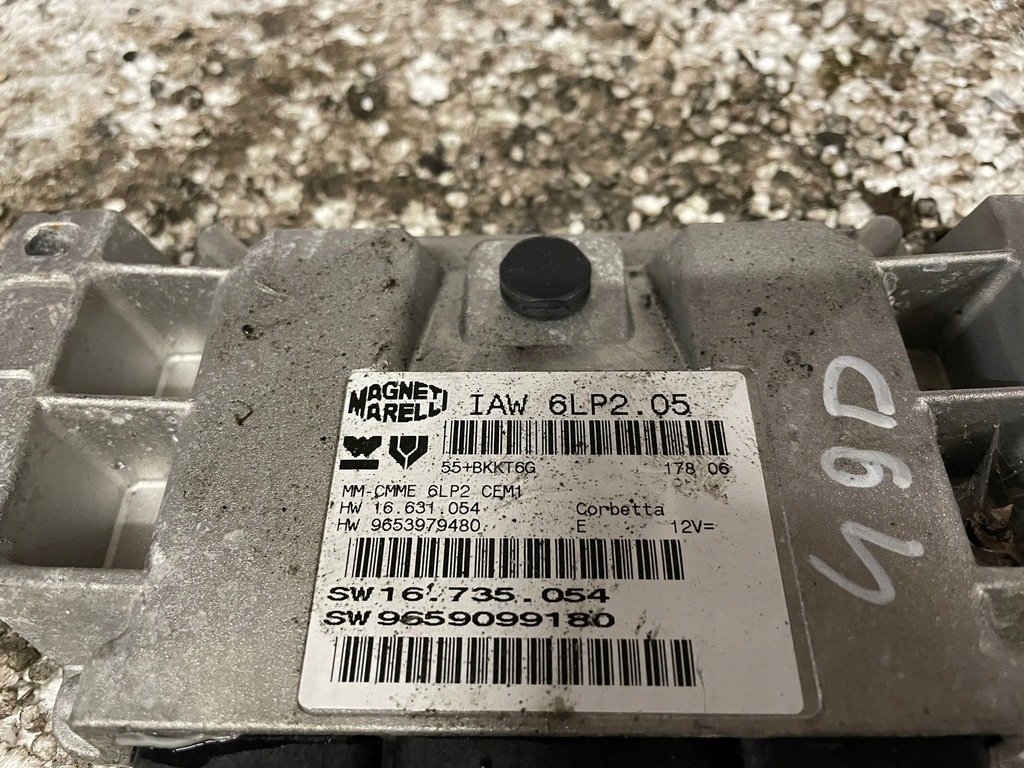 MAGNETI MARELLI
IAW 6LP2.05
55+BKKT6G 178 06
MM-CMME 6LP2 CEM1
HW 16.631.054 Corbetta
HW 9653979480 E 12V=
SW 16.735.054
SW 9659099180